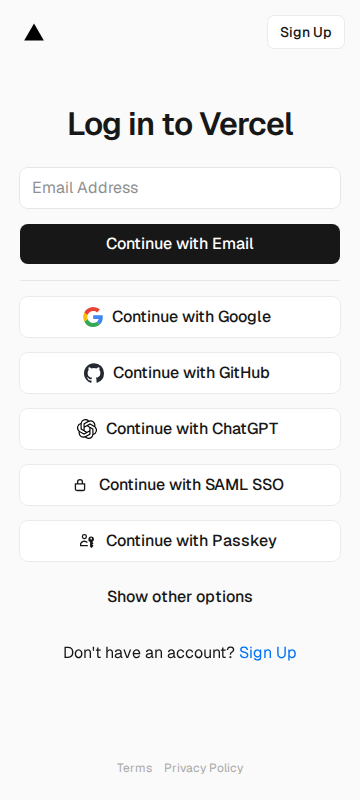 Sign Up
Log in to Vercel
Email Address
Continue with Email
Continue with Google
Continue with GitHub
Continue with ChatGPT
Continue with SAML SSO
Continue with Passkey
Show other options
Don't have an account? Sign Up
Terms Privacy Policy